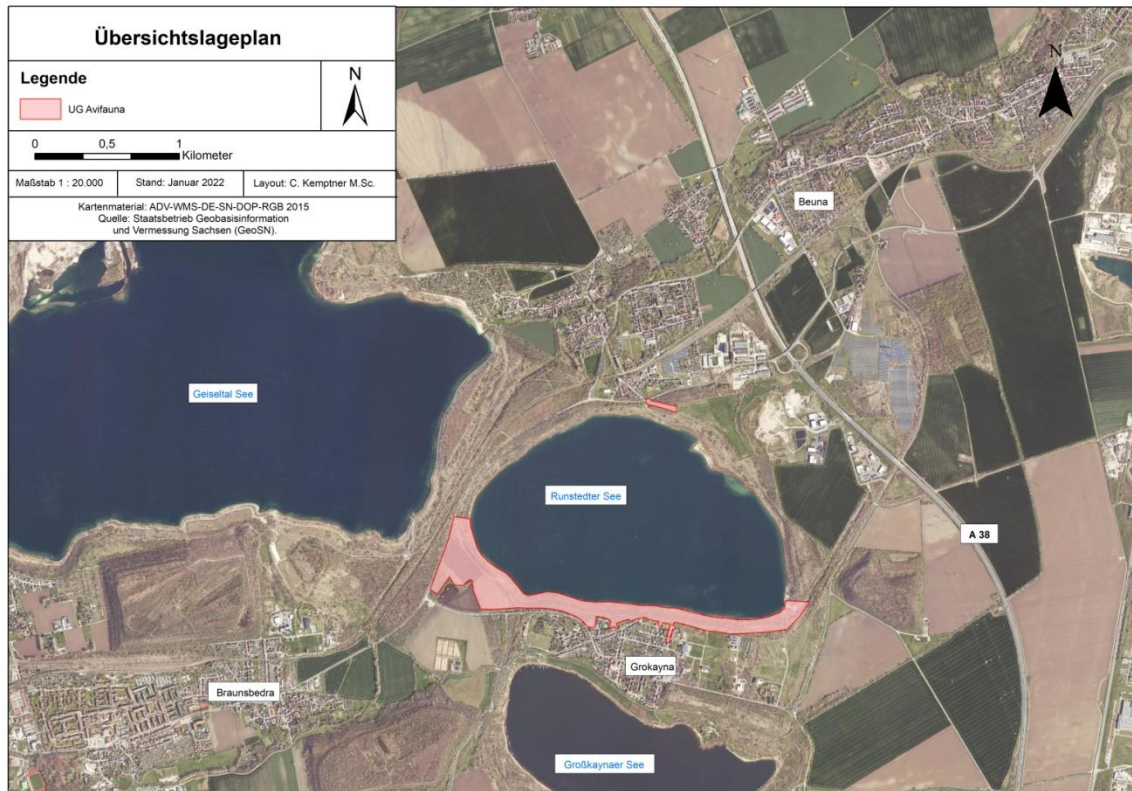 Übersichtslageplan
Legende
UG Avifauna
N
0 0,5 1
Kilometer
Maßstab 1 : 20.000
Stand: Januar 2022
Layout: C. Kemptner M.Sc.
Kartenmaterial: ADV-WMS-DE-SN-DOP-RGB 2015
Quelle: Staatsbetrieb Geobasisinformation
und Vermessung Sachsen (GeoSN).
N
Beuna
Geiseltal See
Runstedter See
A 38
Grokayna
Braunsbedra
Großkaynaer See